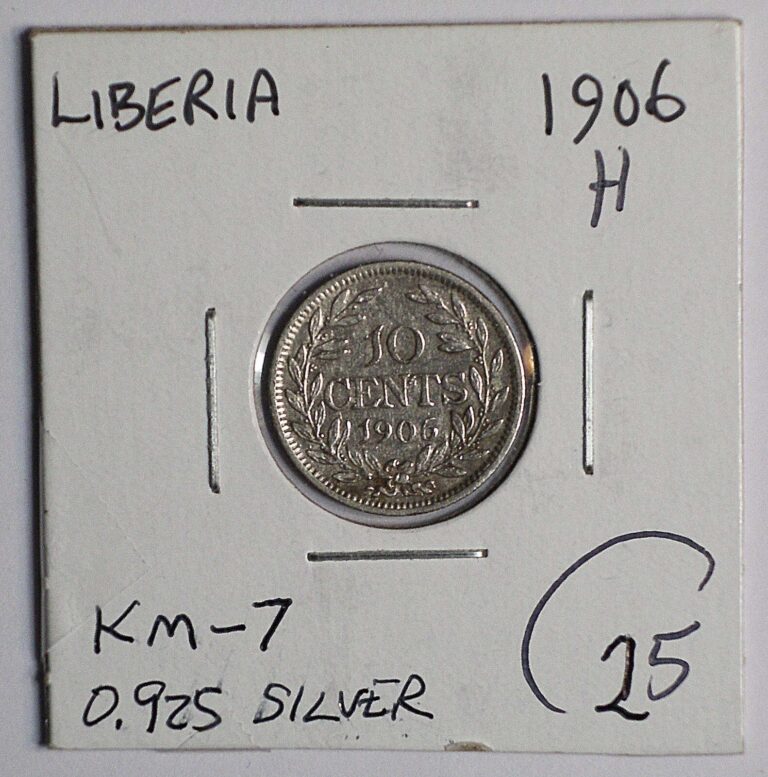 LIBERIA
1906
H
10
CENTS
1906
KM-7
0.925 SILVER
25